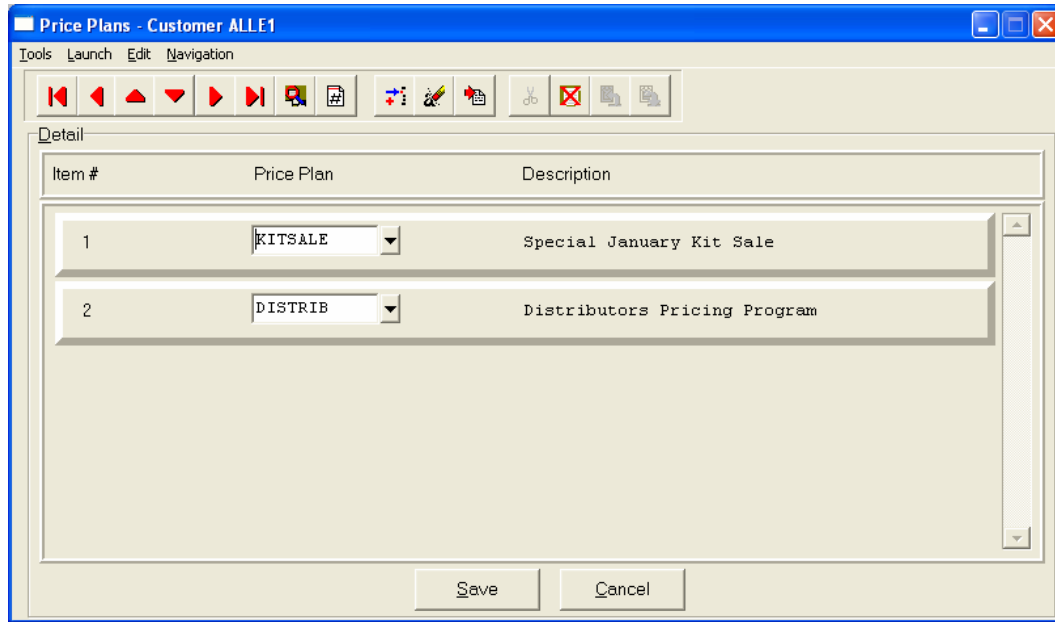 Price Plans - Customer ALLE1
Tools Launch Edit Navigation
#
Detail
Item # Price Plan Description
1 KITSALE Special January Kit Sale
2 DISTRIB Distributors Pricing Program
Save Cancel